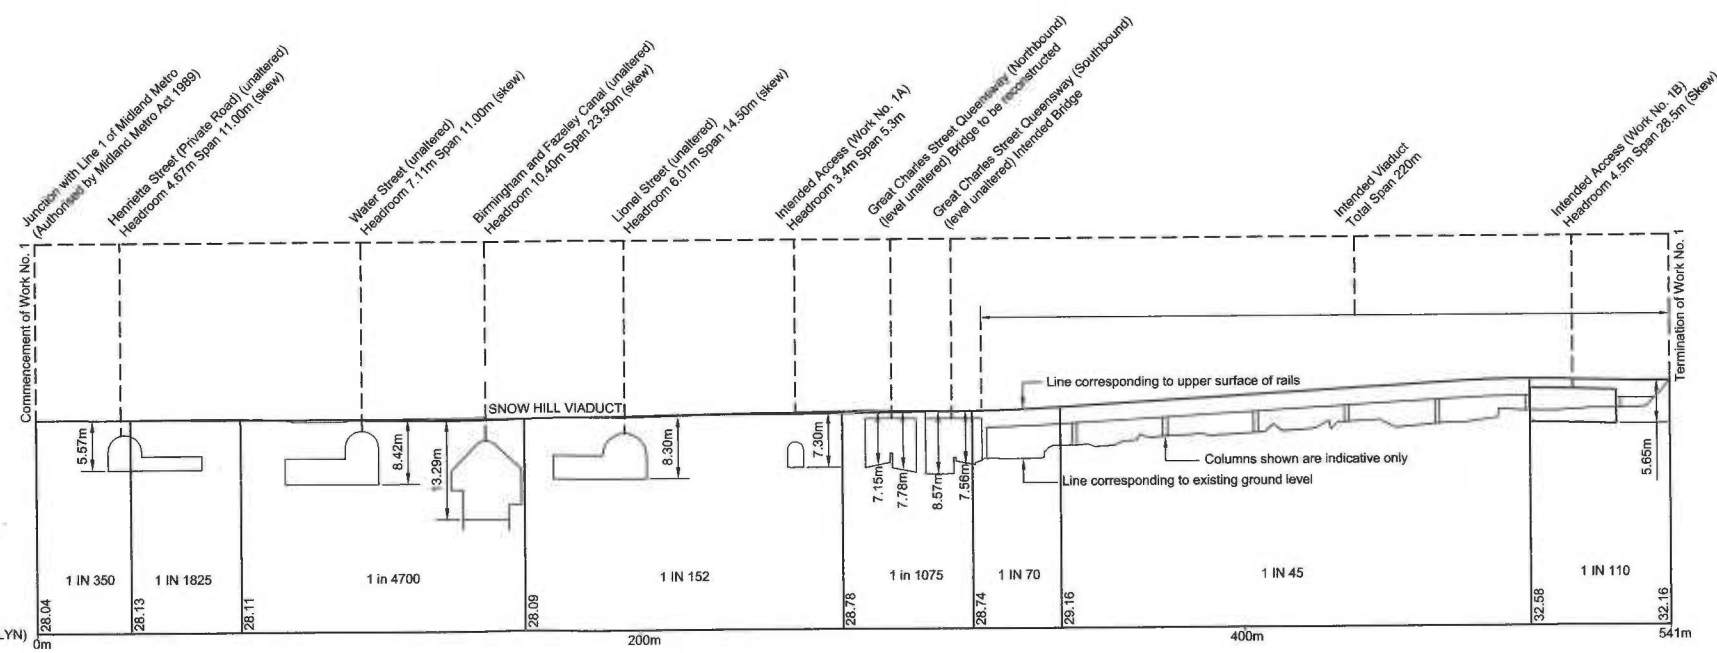 Junction with Line 1 of Midland Metro
(Authorised by Midland Metro Act 1989)
Henrietta Street (Private Road) (unaltered)
Headroom 4.67m Span 11.00m (skew)
Water Street (unaltered)
Headroom 7.11m Span 11.00m (skew)
Birmingham and Fazeley Canal (unaltered)
Headroom 10.40m Span 23.50m (skew)
Lionel Street (unaltered)
Headroom 6.01m Span 14.50m (skew)
Intended Access (Work No. 1A)
Headroom 3.4m Span 5.3m
Great Charles Street Queensway (Northbound)
(level unaltered) Bridge to be reconstructed
Great Charles Street Queensway (Southbound)
(level unaltered) Intended Bridge
Intended Viaduct
Total Span 220m
Intended Access (Work No. 1B)
Headroom 4.5m Span 28.5m (Skew)
Commencement of Work No. 1
Termination of Work No. 1
SNOW HILL VIADUCT
Line corresponding to upper surface of rails
5.57m
8.42m
13.29m
8.30m
7.30m
7.15m
7.78m
8.57m
7.56m
5.65m
Columns shown are indicative only
Line corresponding to existing ground level
1 IN 350
1 IN 1825
1 in 4700
1 IN 152
1 in 1075
1 IN 70
1 IN 45
1 IN 110
28.04
28.13
28.11
28.09
28.78
28.74
29.16
32.58
32.16
LYN)
0m
200m
400m
541m